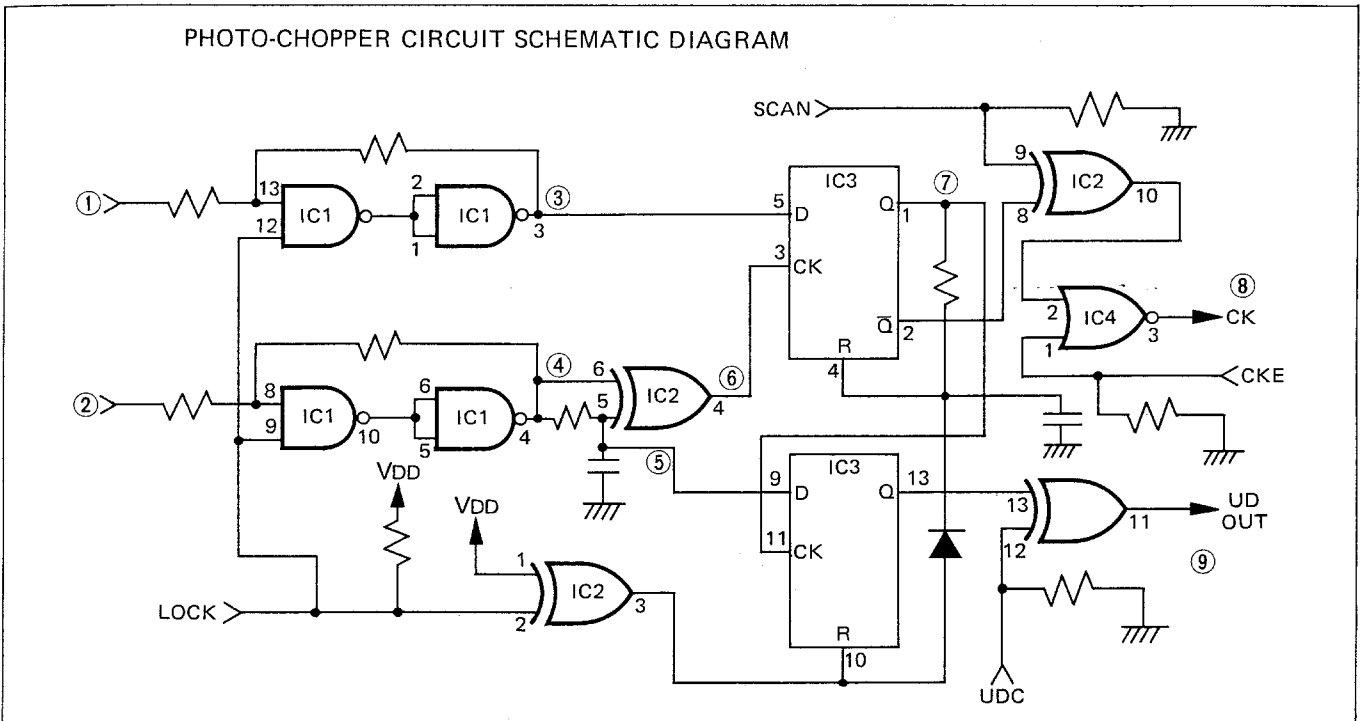 PHOTO-CHOPPER CIRCUIT SCHEMATIC DIAGRAM
SCAN
9
IC2
10
8
① 13
12
IC1
2
1
IC1
③
3
5 D
IC3
Q
1
⑦
3 CK
Q̅
2
R
4
2
1
IC4
3
⑧
CK
CKE
② 8
9
IC1
10
6
5
IC1
④
4
6
5
IC2
4
⑥
⑤
9 D
IC3
Q 13
11 CK
R
10
13
12
11
UD
OUT
⑨
VDD
VDD
1
2
IC2
3
LOCK
UDC